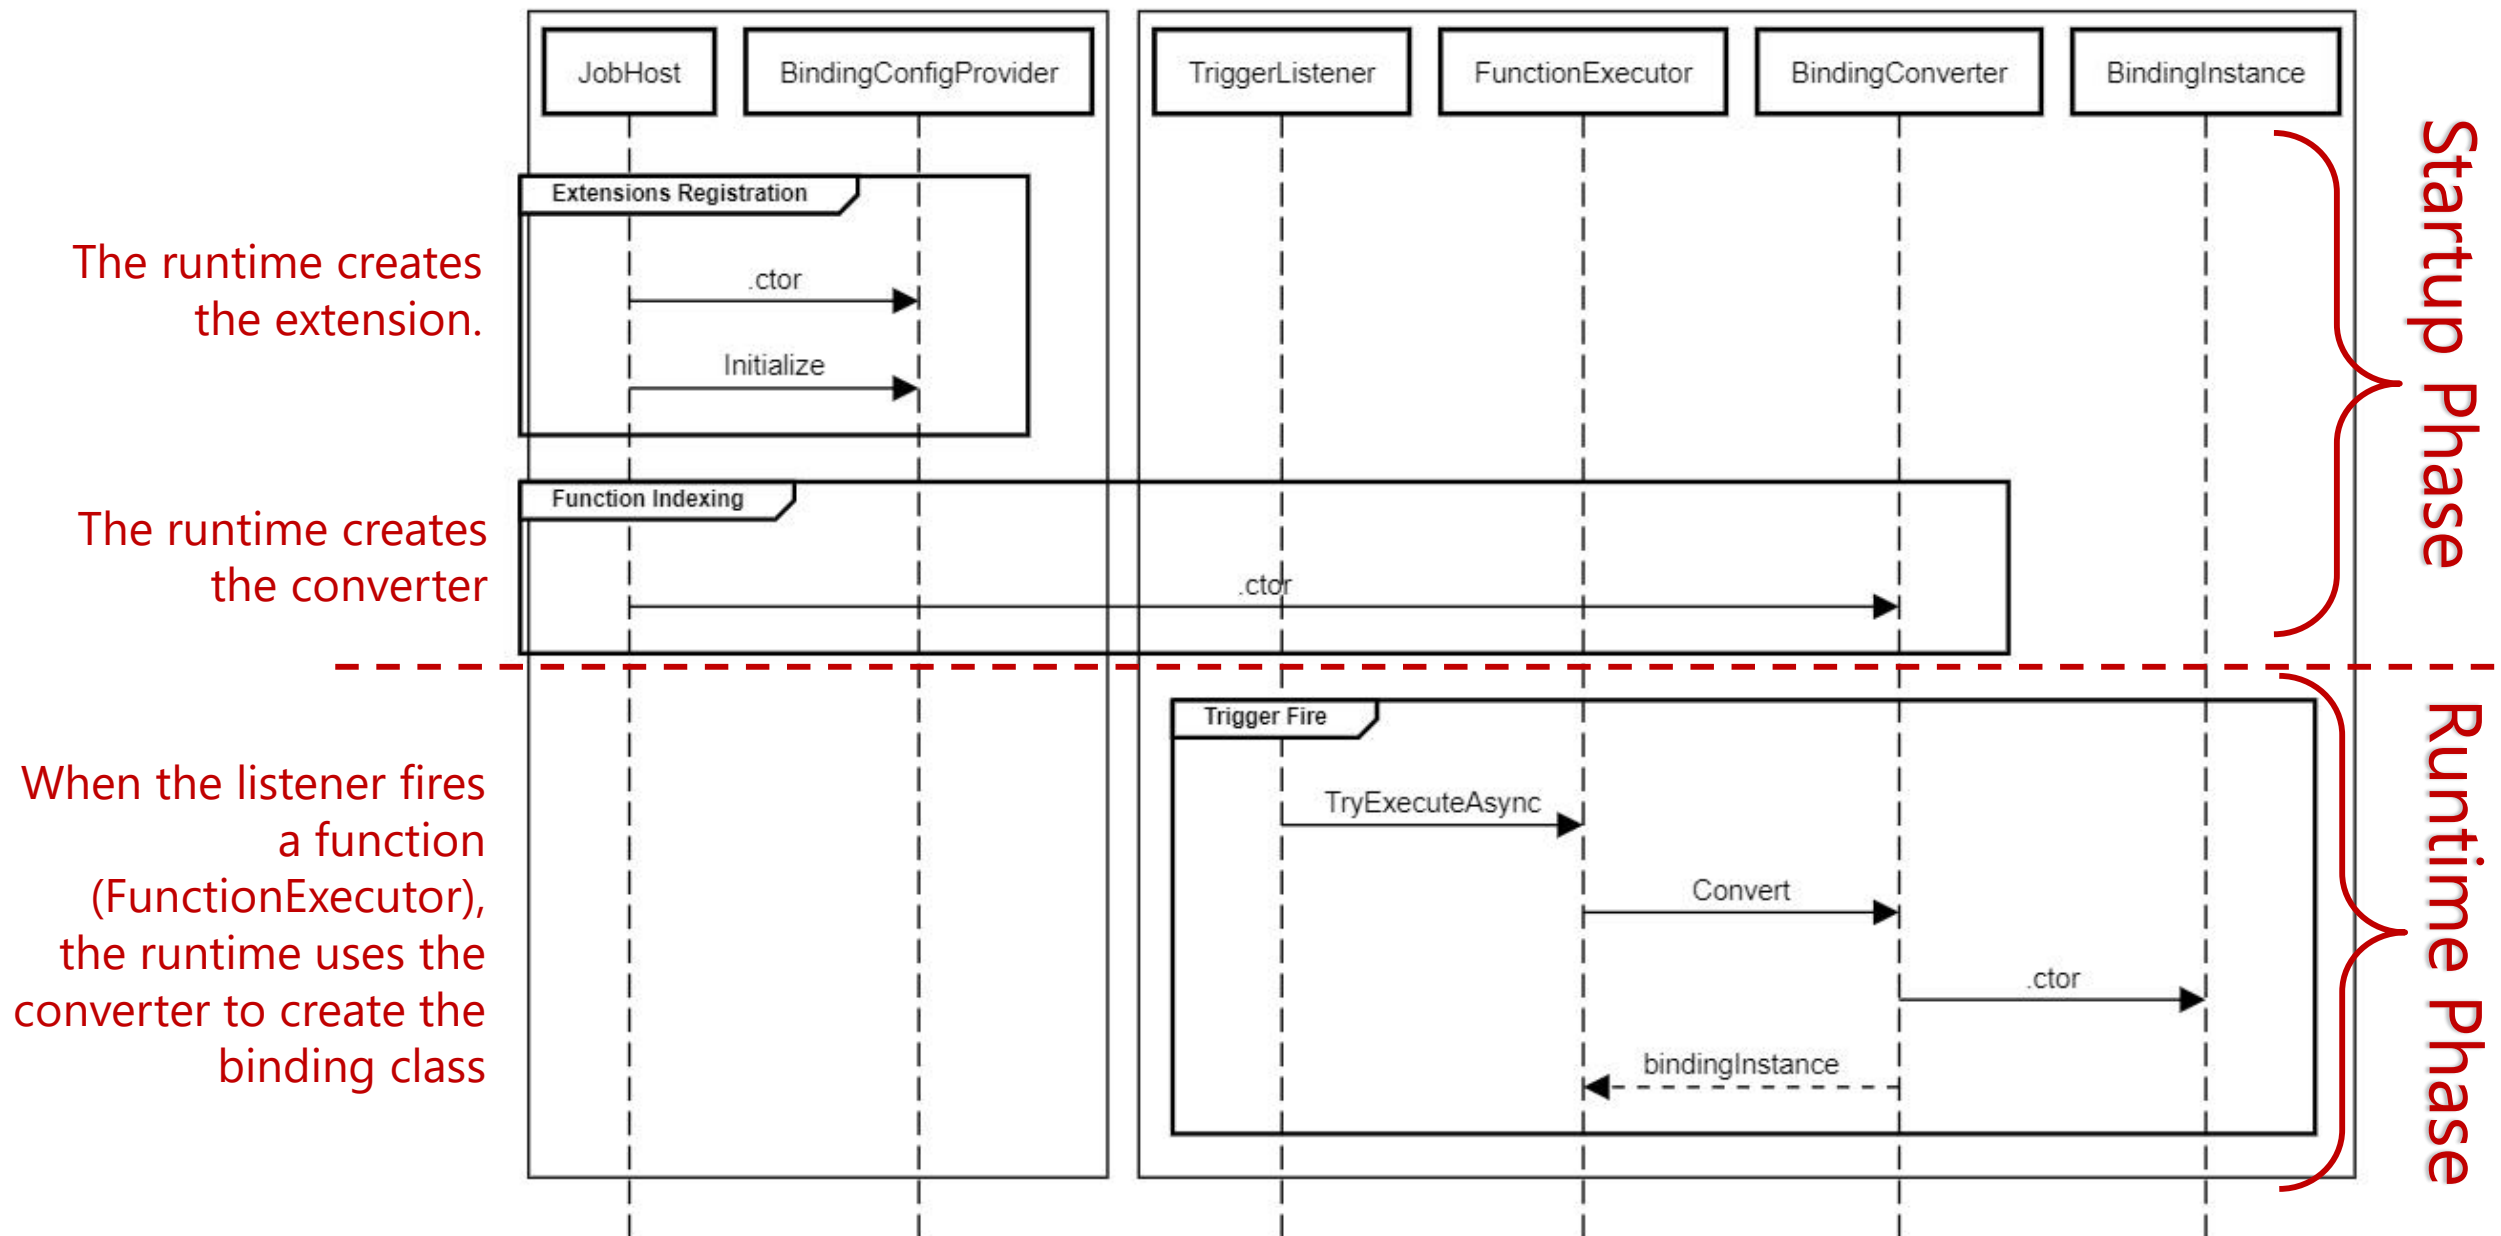 JobHost
BindingConfigProvider
TriggerListener
FunctionExecutor
BindingConverter
BindingInstance
Startup Phase
Extensions Registration
The runtime creates
the extension.
.ctor
Initialize
Function Indexing
The runtime creates
the converter
.ctor
Runtime Phase
Trigger Fire
When the listener fires
a function
(FunctionExecutor),
the runtime uses the
converter to create the
binding class
TryExecuteAsync
Convert
.ctor
bindingInstance